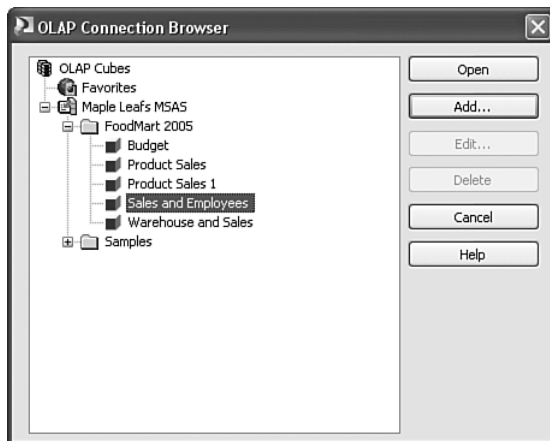 OLAP Connection Browser
OLAP Cubes
Favorites
Maple Leafs MSAS
FoodMart 2005
Budget
Product Sales
Product Sales 1
Sales and Employees
Warehouse and Sales
Samples
Open
Add...
Edit...
Delete
Cancel
Help